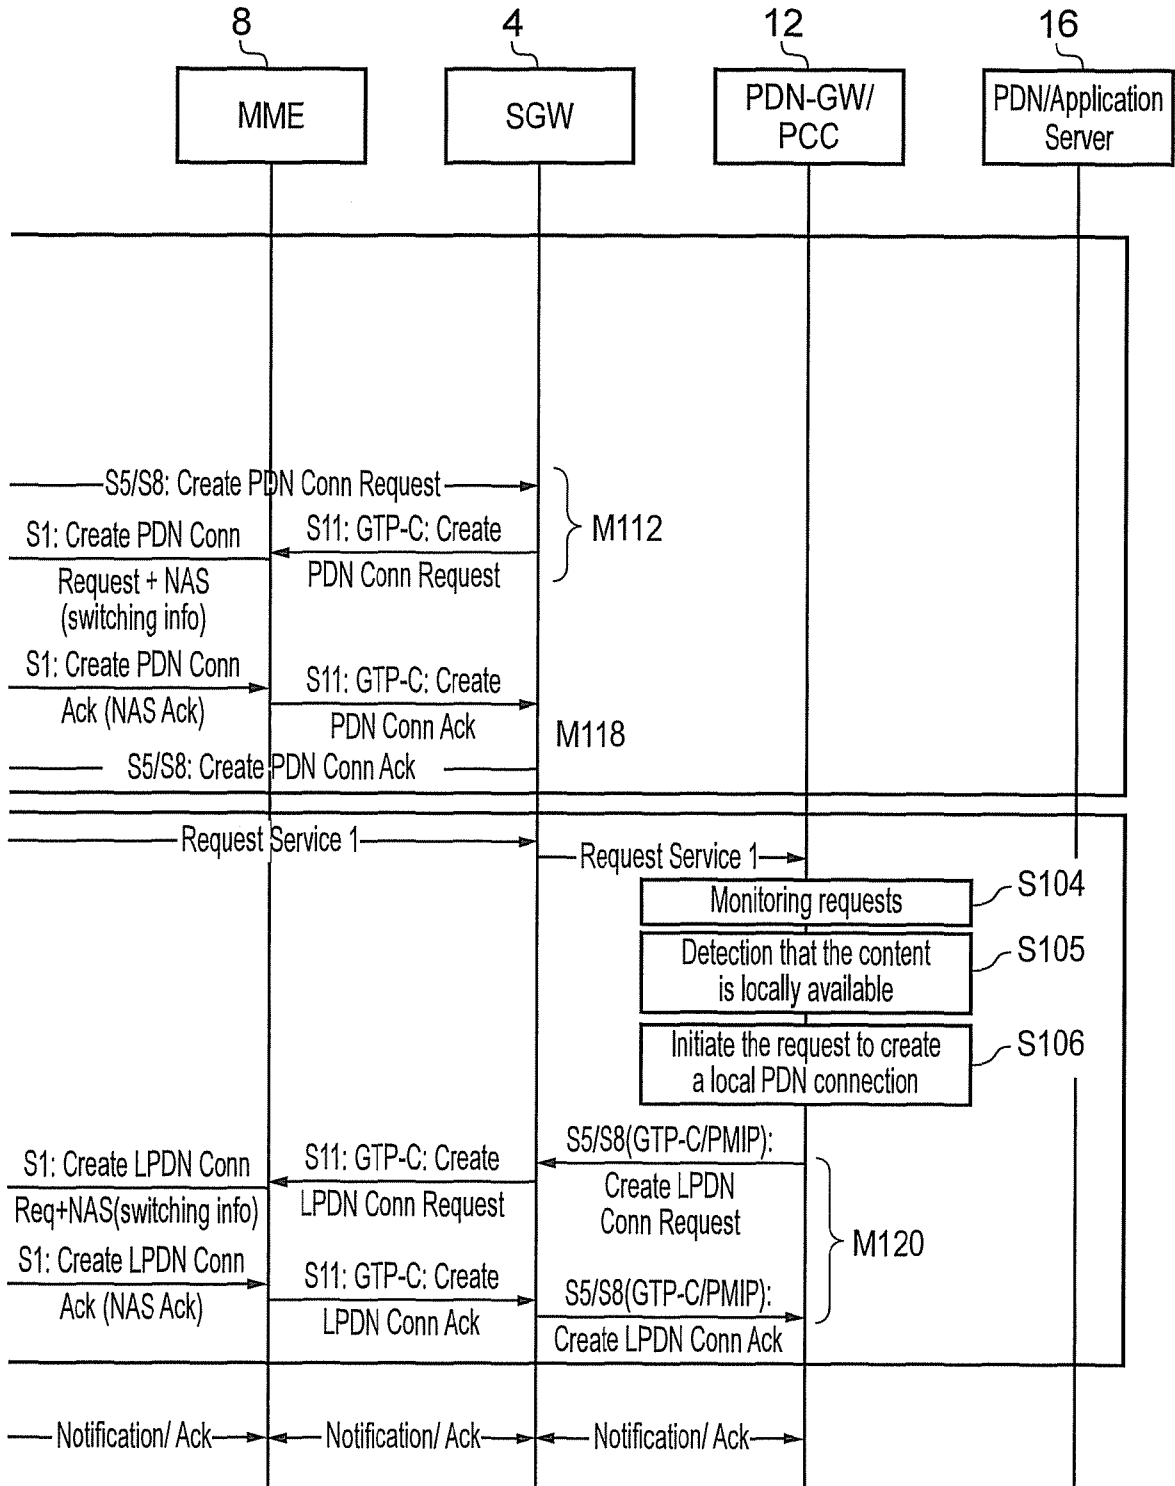 8
4
12
16
MME
SGW
PDN-GW/
PCC
PDN/Application
Server
S5/S8: Create PDN Conn Request
S1: Create PDN Conn
Request + NAS
(switching info)
S11: GTP-C: Create
PDN Conn Request
M112
S1: Create PDN Conn
Ack (NAS Ack)
S11: GTP-C: Create
PDN Conn Ack
M118
S5/S8: Create PDN Conn Ack
Request Service 1
Request Service 1
Monitoring requests
S104
Detection that the content
is locally available
S105
Initiate the request to create
a local PDN connection
S106
S5/S8(GTP-C/PMIP):
Create LPDN
Conn Request
S11: GTP-C: Create
LPDN Conn Request
S1: Create LPDN Conn
Req+NAS(switching info)
M120
S1: Create LPDN Conn
Ack (NAS Ack)
S11: GTP-C: Create
LPDN Conn Ack
S5/S8(GTP-C/PMIP):
Create LPDN Conn Ack
Notification/ Ack
Notification/ Ack
Notification/ Ack